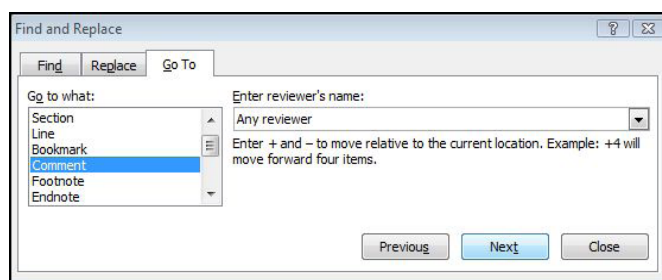 Find and Replace
Find
Replace
Go To
Go to what:
Section
Line
Bookmark
Comment
Footnote
Endnote
Enter reviewer's name:
Any reviewer
Enter + and – to move relative to the current location. Example: +4 will
move forward four items.
Previous
Next
Close